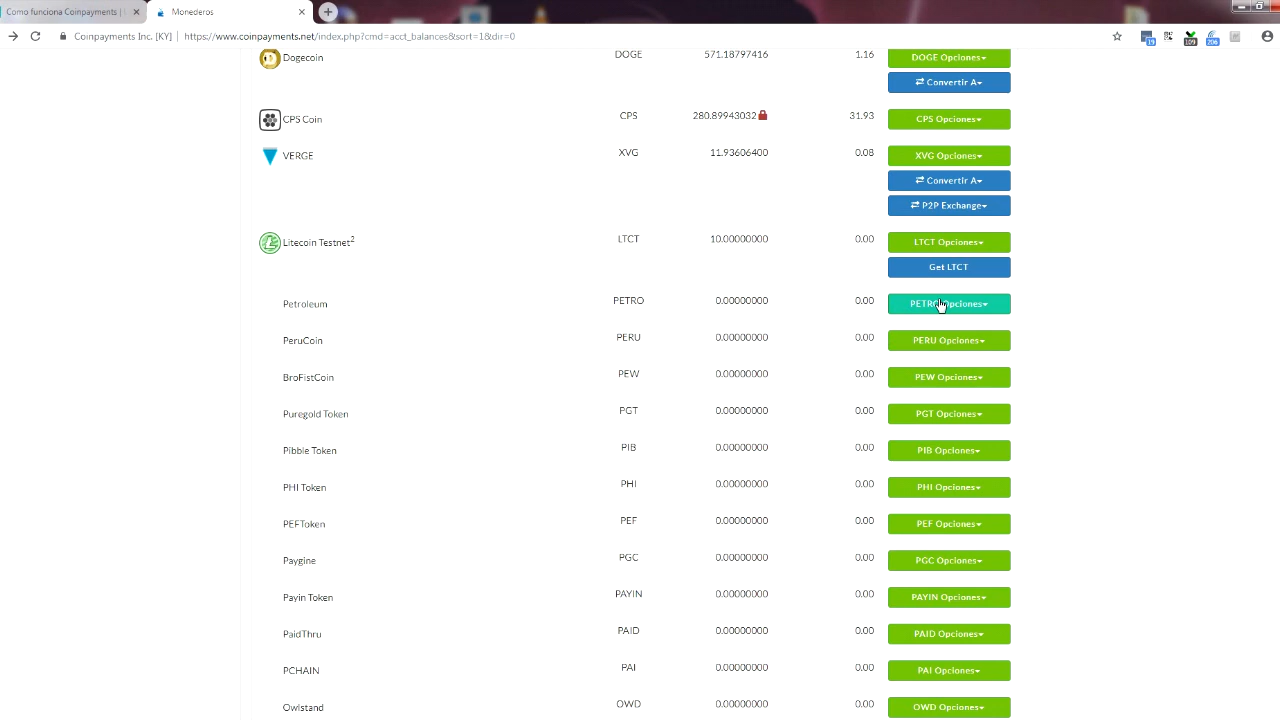 Como funciona Coinpayments |
Monederos
Coinpayments Inc. [KY] | https://www.coinpayments.net/index.php?cmd=acct_balances&sort=1&dir=0
19
109
206
Dogecoin DOGE 571.18797416 1.16 DOGE Opciones
Convertir A
CPS Coin CPS 280.89943032 31.93 CPS Opciones
VERGE XVG 11.93606400 0.08 XVG Opciones
Convertir A
P2P Exchange
Litecoin Testnet2 LTCT 10.00000000 0.00 LTCT Opciones
Get LTCT
Petroleum PETRO 0.00000000 0.00 PETRO Opciones
PeruCoin PERU 0.00000000 0.00 PERU Opciones
BroFistCoin PEW 0.00000000 0.00 PEW Opciones
Puregold Token PGT 0.00000000 0.00 PGT Opciones
Pibble Token PIB 0.00000000 0.00 PIB Opciones
PHI Token PHI 0.00000000 0.00 PHI Opciones
PEFToken PEF 0.00000000 0.00 PEF Opciones
Paygine PGC 0.00000000 0.00 PGC Opciones
Payin Token PAYIN 0.00000000 0.00 PAYIN Opciones
PaidThru PAID 0.00000000 0.00 PAID Opciones
PCHAIN PAI 0.00000000 0.00 PAI Opciones
Owlstand OWD 0.00000000 0.00 OWD Opciones